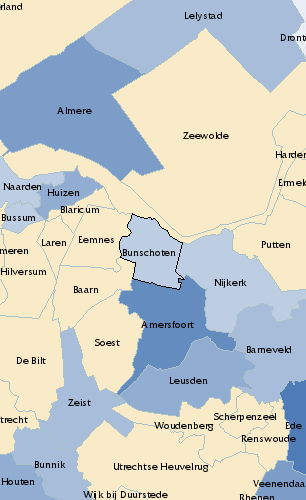 rland
Lelystad
Dront
Almere
Zeewolde
Harder
Ermel
Naarden
Huizen
Blaricum
Bussum
Laren
Eemnes
Putten
meren
Bunschoten
Hilversum
Nijkerk
Baarn
Amersfoort
Soest
Barneveld
De Bilt
Leusden
Zeist
Scherpenzeel
trecht
Woudenberg
Ede
Renswoude
Bunnik
Utrechtse Heuvelrug
Houten
Veenendaal
Wijk bij Duurstede
Rhenen